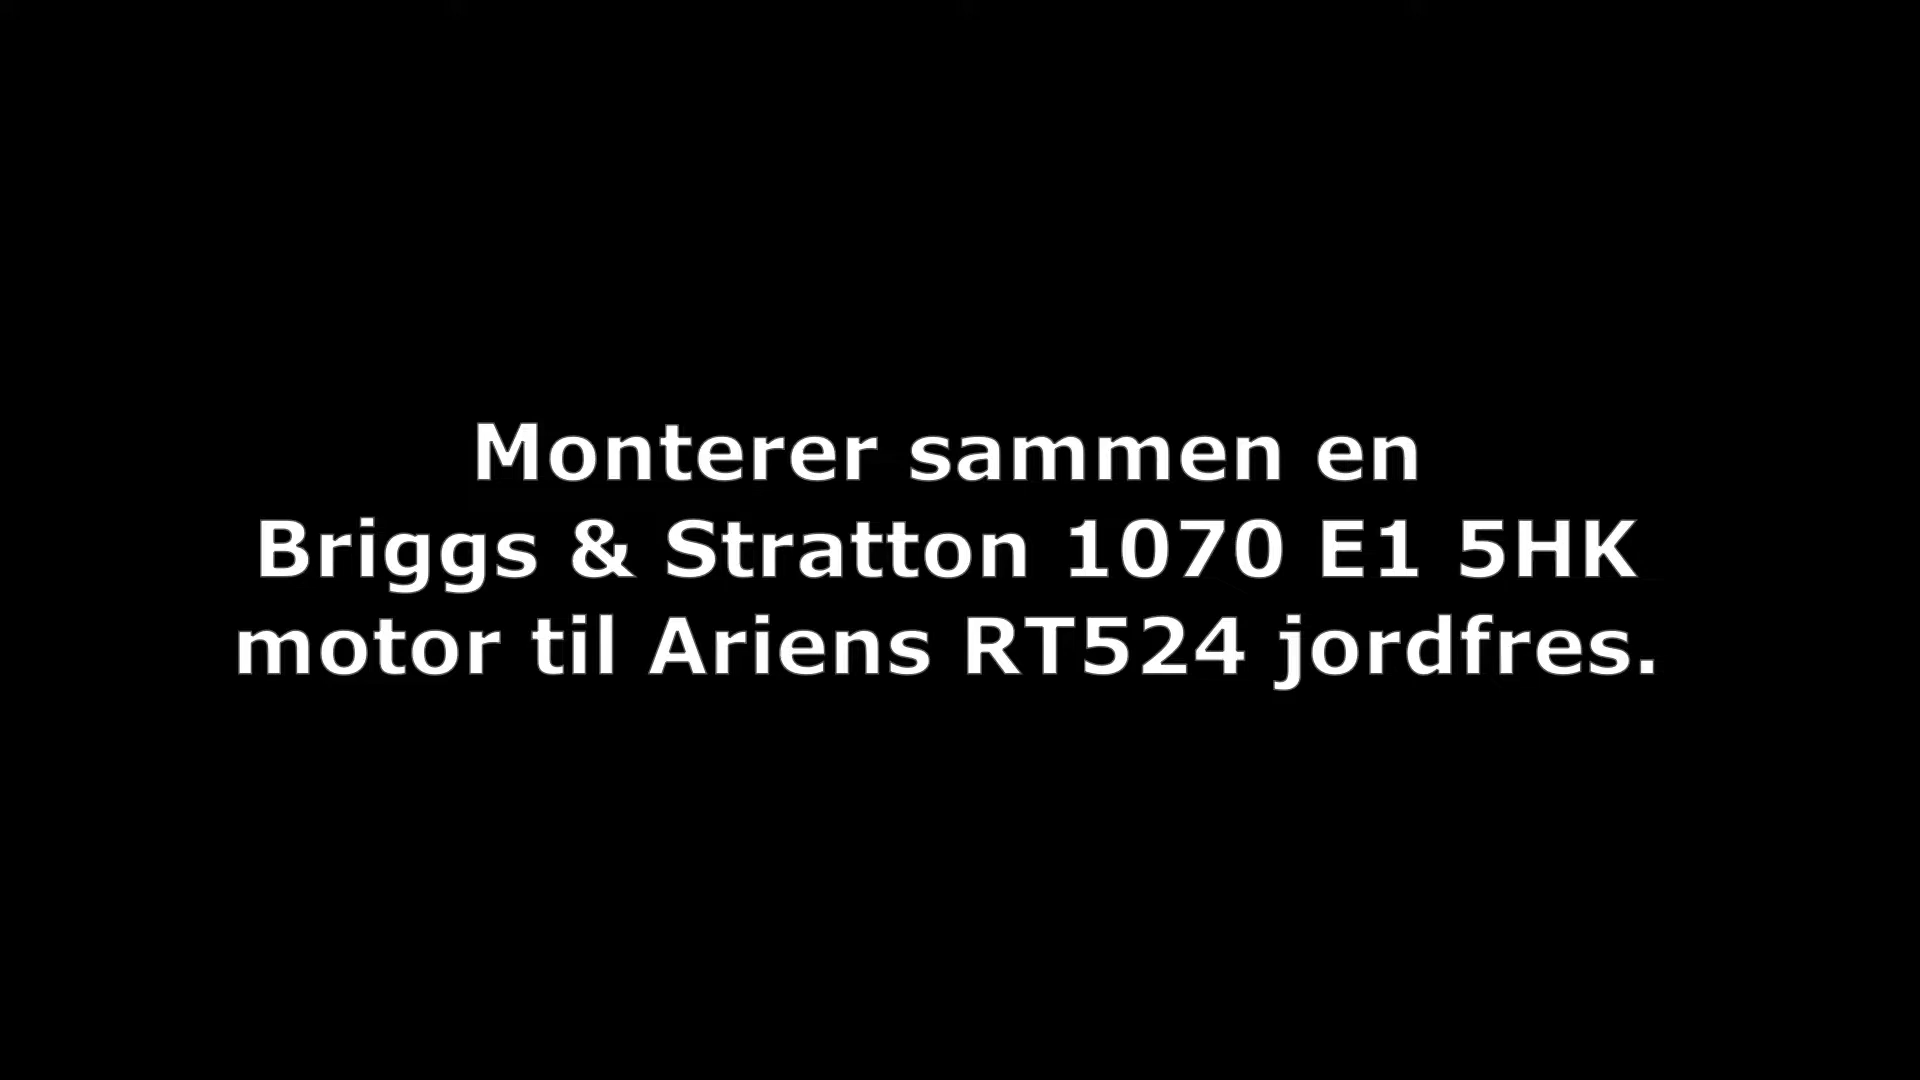 Monterer sammen en
Briggs & Stratton 1070 E1 5HK
motor til Ariens RT524 jordfres.